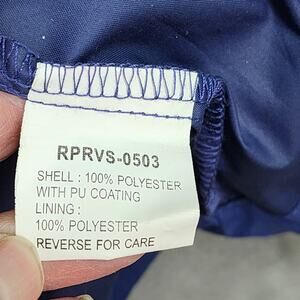 RPRVS-0503
SHELL : 100% POLYESTER
WITH PU COATING
LINING :
100% POLYESTER
REVERSE FOR CARE